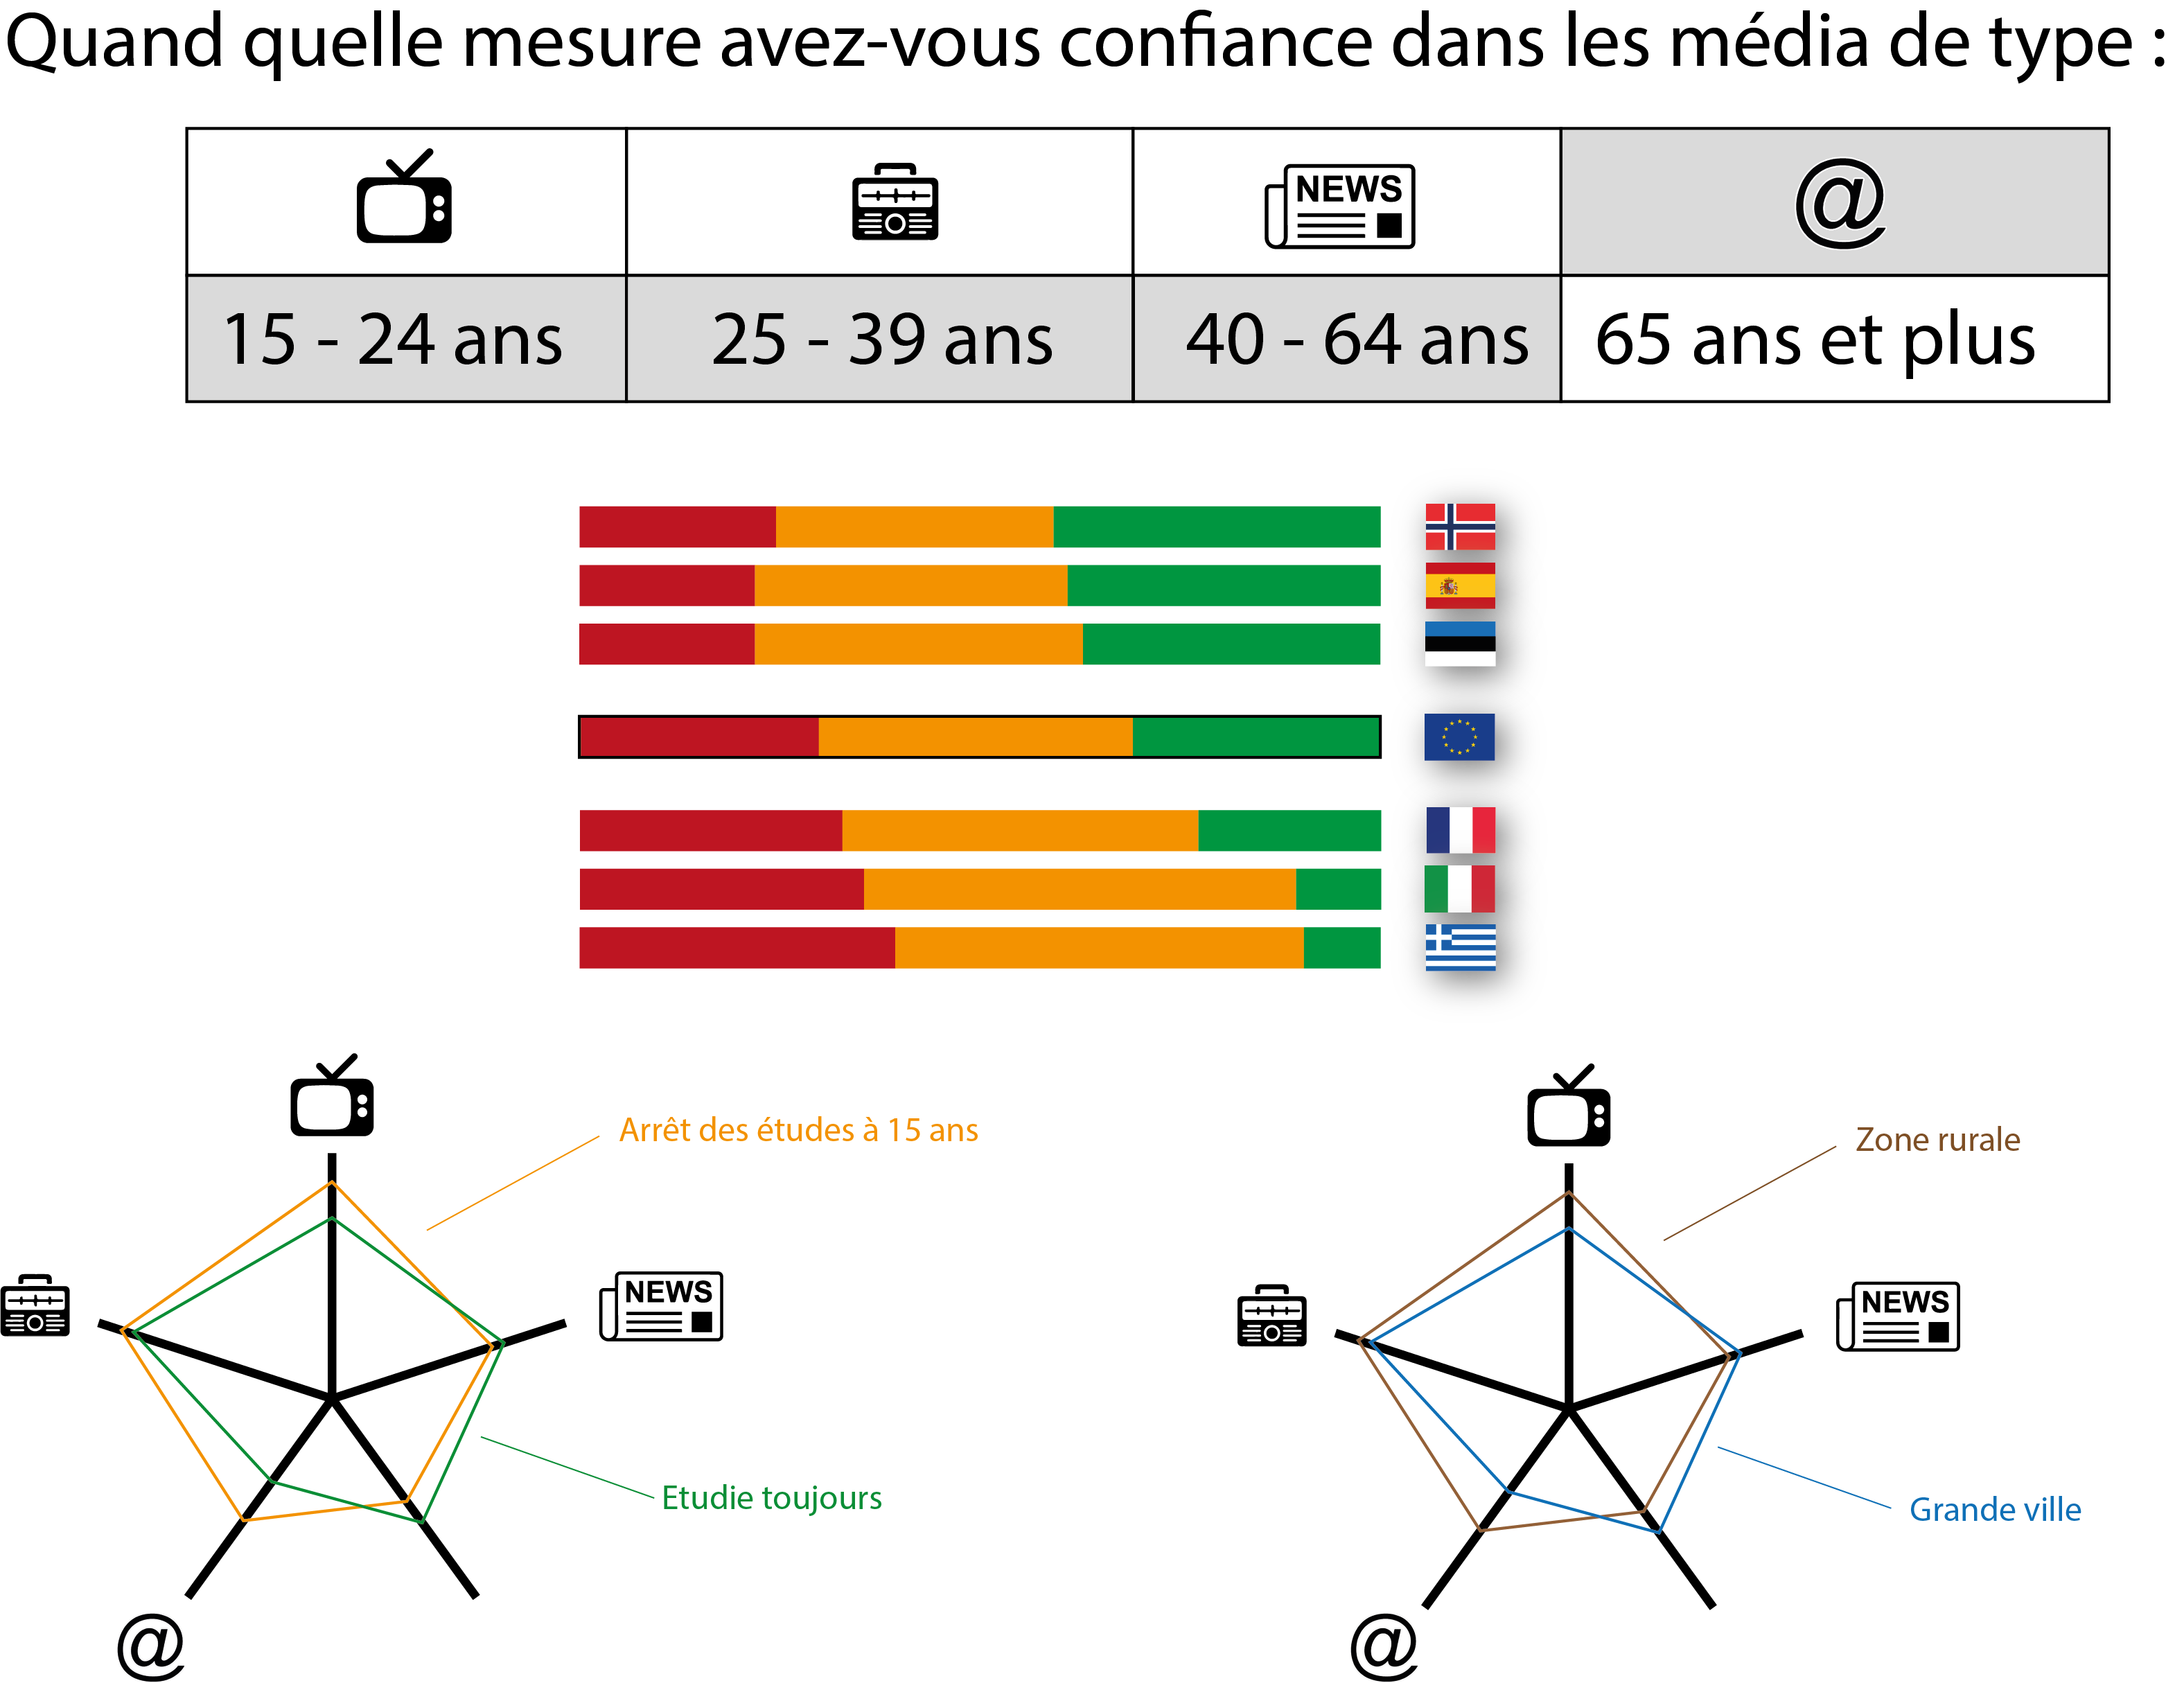 Quand quelle mesure avez-vous confiance dans les média de type :
NEWS
@
15 - 24 ans
25 - 39 ans
40 - 64 ans
65 ans et plus
Arrêt des études à 15 ans
Zone rurale
NEWS
NEWS
Etudie toujours
Grande ville
@
@